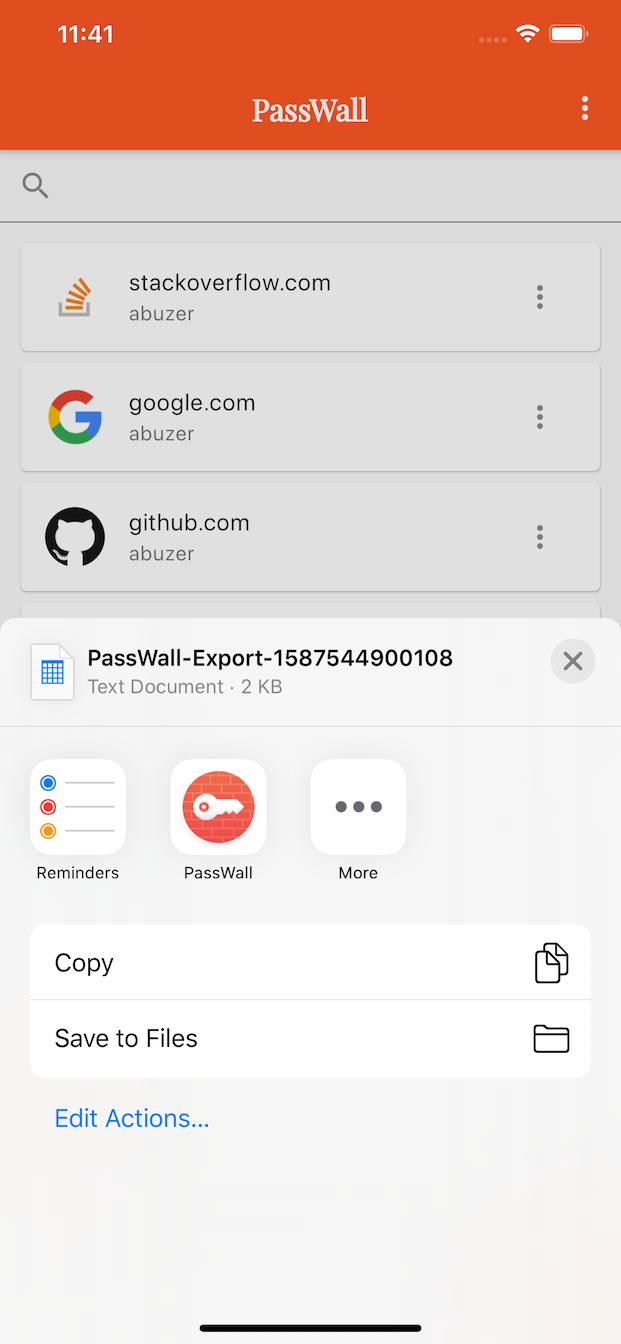 11:41
PassWall
stackoverflow.com
abuzer
google.com
abuzer
github.com
abuzer
PassWall-Export-1587544900108
Text Document · 2 KB
Reminders
PassWall
More
Copy
Save to Files
Edit Actions...